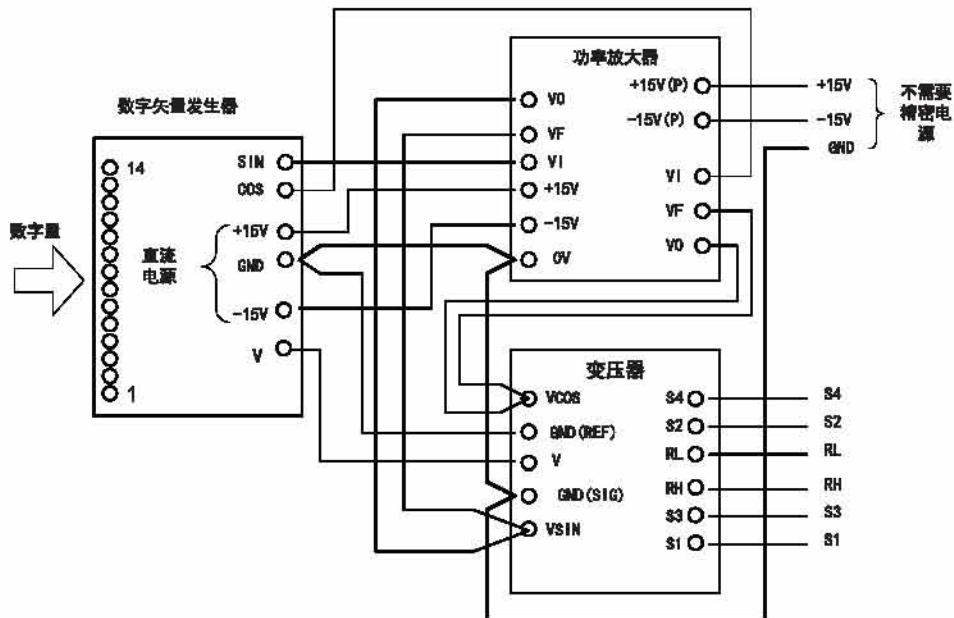 数字矢量发生器
14
数字量
1
SIN
COS
+15V
GND
-15V
V
直流
电源
功率放大器
VO
VF
VI
+15V
-15V
0V
+15V(P)
-15V(P)
VI
VF
VO
+15V
-15V
GND
不需要
精密电
源
变压器
VCOS
GND(REF)
V
GND(SIG)
VSIN
S4
S2
RL
RH
S3
S1
S4
S2
RL
RH
S3
S1